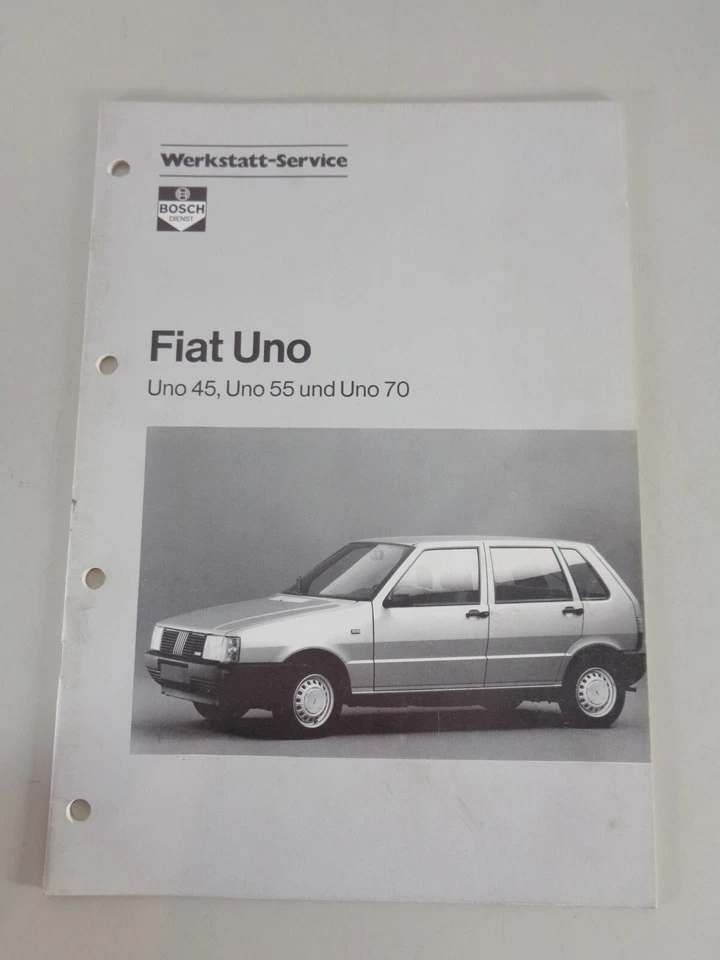 Werkstatt-Service
BOSCH
DIENST
Fiat Uno
Uno 45, Uno 55 und Uno 70